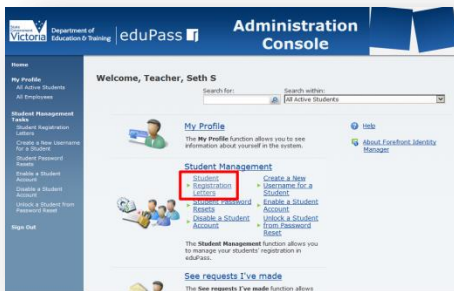 State Government
Victoria
Department of
Education & Training
eduPass
Administration
Console
Home
My Profile
All Active Students
All Employees
Student Management
Tasks
Student Registration
Letters
Create a New Username
for a Student
Student Password
Resets
Enable a Student
Account
Disable a Student
Account
Unlock a Student from
Password Reset
Sign Out
Welcome, Teacher, Seth S
Search for:
Search within:
All Active Students
My Profile
The My Profile function allows you to see
information about yourself in the system.
Help
About Forefront Identity
Manager
Student Management
Student
Registration
Letters
Create a New
Username for a
Student
Student Password
Resets
Enable a Student
Account
Disable a Student
Account
Unlock a Student
from Password
Reset
The Student Management function allows you
to manage your students' registration in
eduPass.
See requests I've made
The See requests I've made function allows